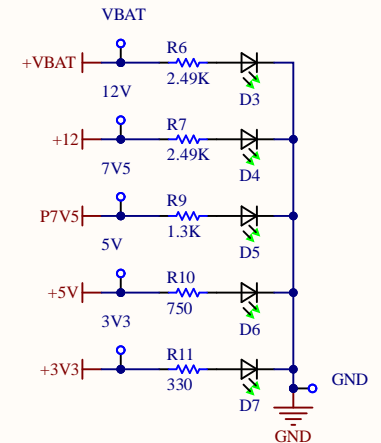 VBAT
+VBAT
R6
2.49K
D3
12V
+12
R7
2.49K
D4
7V5
P7V5
R9
1.3K
D5
5V
+5V
R10
750
D6
3V3
+3V3
R11
330
D7
GND
GND